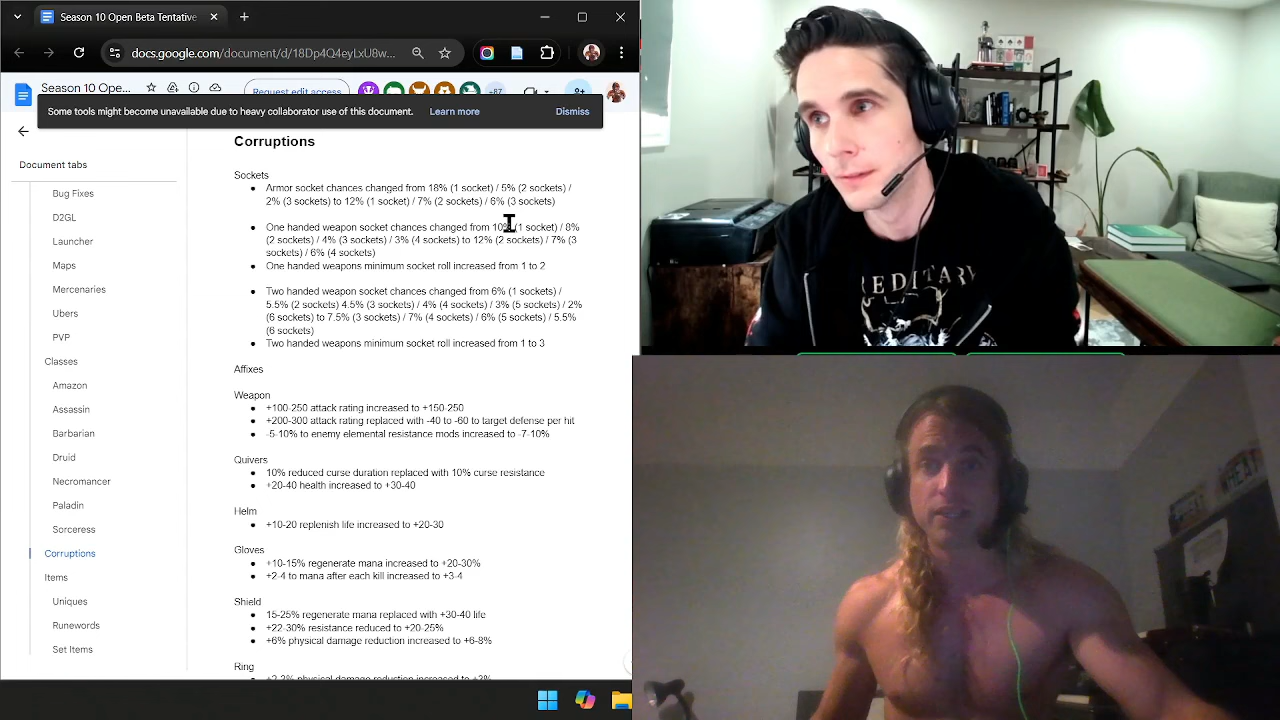 Season 10 Open Beta Tentative
docs.google.com/document/d/18Dp4Q4eyLxU8w...
Season 10 Open Be
Request edit access
+87
Some tools might become unavailable due to heavy collaborator use of this document.
Learn more
Dismiss
Document tabs
Bug Fixes
D2GL
Launcher
Maps
Mercenaries
Ubers
PVP
Classes
Amazon
Assassin
Barbarian
Druid
Necromancer
Paladin
Sorceress
Corruptions
Items
Uniques
Runewords
Set Items
Corruptions
Sockets
Armor socket chances changed from 18% (1 socket) / 5% (2 sockets) /
2% (3 sockets) to 12% (1 socket) / 7% (2 sockets) / 6% (3 sockets)
One handed weapon socket chances changed from 10% (1 socket) / 8%
(2 sockets) / 4% (3 sockets) / 3% (4 sockets) to 12% (2 sockets) / 7% (3
sockets) / 6% (4 sockets)
One handed weapons minimum socket roll increased from 1 to 2
Two handed weapon socket chances changed from 6% (1 sockets) /
5.5% (2 sockets) 4.5% (3 sockets) / 4% (4 sockets) / 3% (5 sockets) / 2%
(6 sockets) to 7.5% (3 sockets) / 7% (4 sockets) / 6% (5 sockets) / 5.5%
(6 sockets)
Two handed weapons minimum socket roll increased from 1 to 3
Affixes
Weapon
+100-250 attack rating increased to +150-250
+200-300 attack rating replaced with -40 to -60 to target defense per hit
-5-10% to enemy elemental resistance mods increased to -7-10%
Quivers
10% reduced curse duration replaced with 10% curse resistance
+20-40 health increased to +30-40
Helm
+10-20 replenish life increased to +20-30
Gloves
+10-15% regenerate mana increased to +20-30%
+2-4 to mana after each kill increased to +3-4
Shield
15-25% regenerate mana replaced with +30-40 life
+22-30% resistance reduced to +20-25%
+6% physical damage reduction increased to +6-8%
Ring
EREDITARY